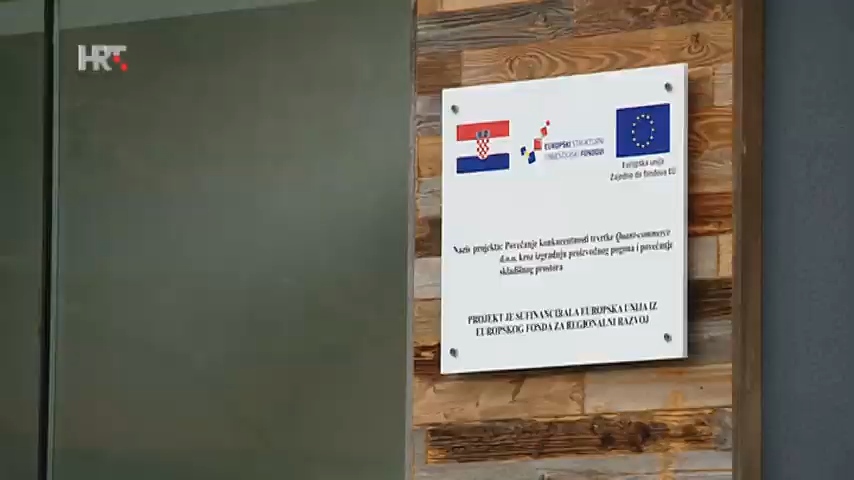 HRT
EUROPSKI STRUKTURNI
I INVESTICIJSKI FONDOVI
Europska unija
Zajedno do fondova EU
Naziv projekta: Povećanje konkurentnosti tvrtke Quant-commerce
d.o.o. kroz izgradnju proizvodnog pogona i povećanje
skladišnog prostora
PROJEKT JE SUFINANCIRALA EUROPSKA UNIJA IZ
EUROPSKOG FONDA ZA REGIONALNI RAZVOJ